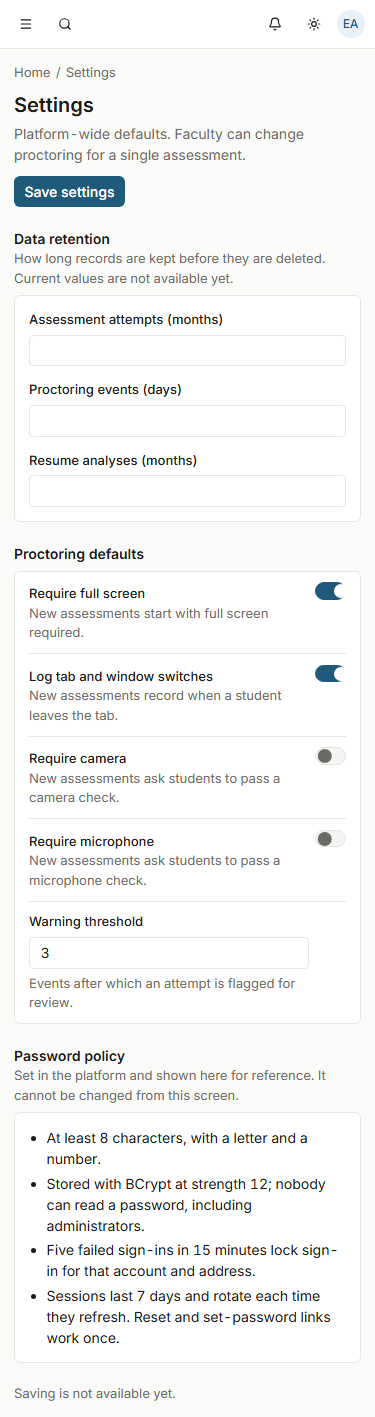 EA
Home / Settings
Settings
Platform-wide defaults. Faculty can change
proctoring for a single assessment.
Save settings
Data retention
How long records are kept before they are deleted.
Current values are not available yet.
Assessment attempts (months)
Proctoring events (days)
Resume analyses (months)
Proctoring defaults
Require full screen
New assessments start with full screen
required.
Log tab and window switches
New assessments record when a student
leaves the tab.
Require camera
New assessments ask students to pass a
camera check.
Require microphone
New assessments ask students to pass a
microphone check.
Warning threshold
3
Events after which an attempt is flagged for
review.
Password policy
Set in the platform and shown here for reference. It
cannot be changed from this screen.
• At least 8 characters, with a letter and a
number.
• Stored with BCrypt at strength 12; nobody
can read a password, including
administrators.
• Five failed sign-ins in 15 minutes lock sign-
in for that account and address.
• Sessions last 7 days and rotate each time
they refresh. Reset and set-password links
work once.
Saving is not available yet.